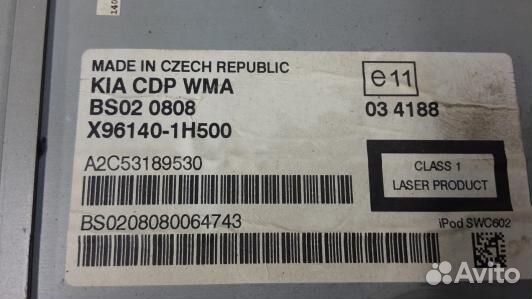 140
MADE IN CZECH REPUBLIC
KIA CDP WMA
BS02 0808
X96140-1H500
e11
03 4188
A2C53189530
CLASS 1
LASER PRODUCT
BS0208080064743
iPod SWC602
Avito